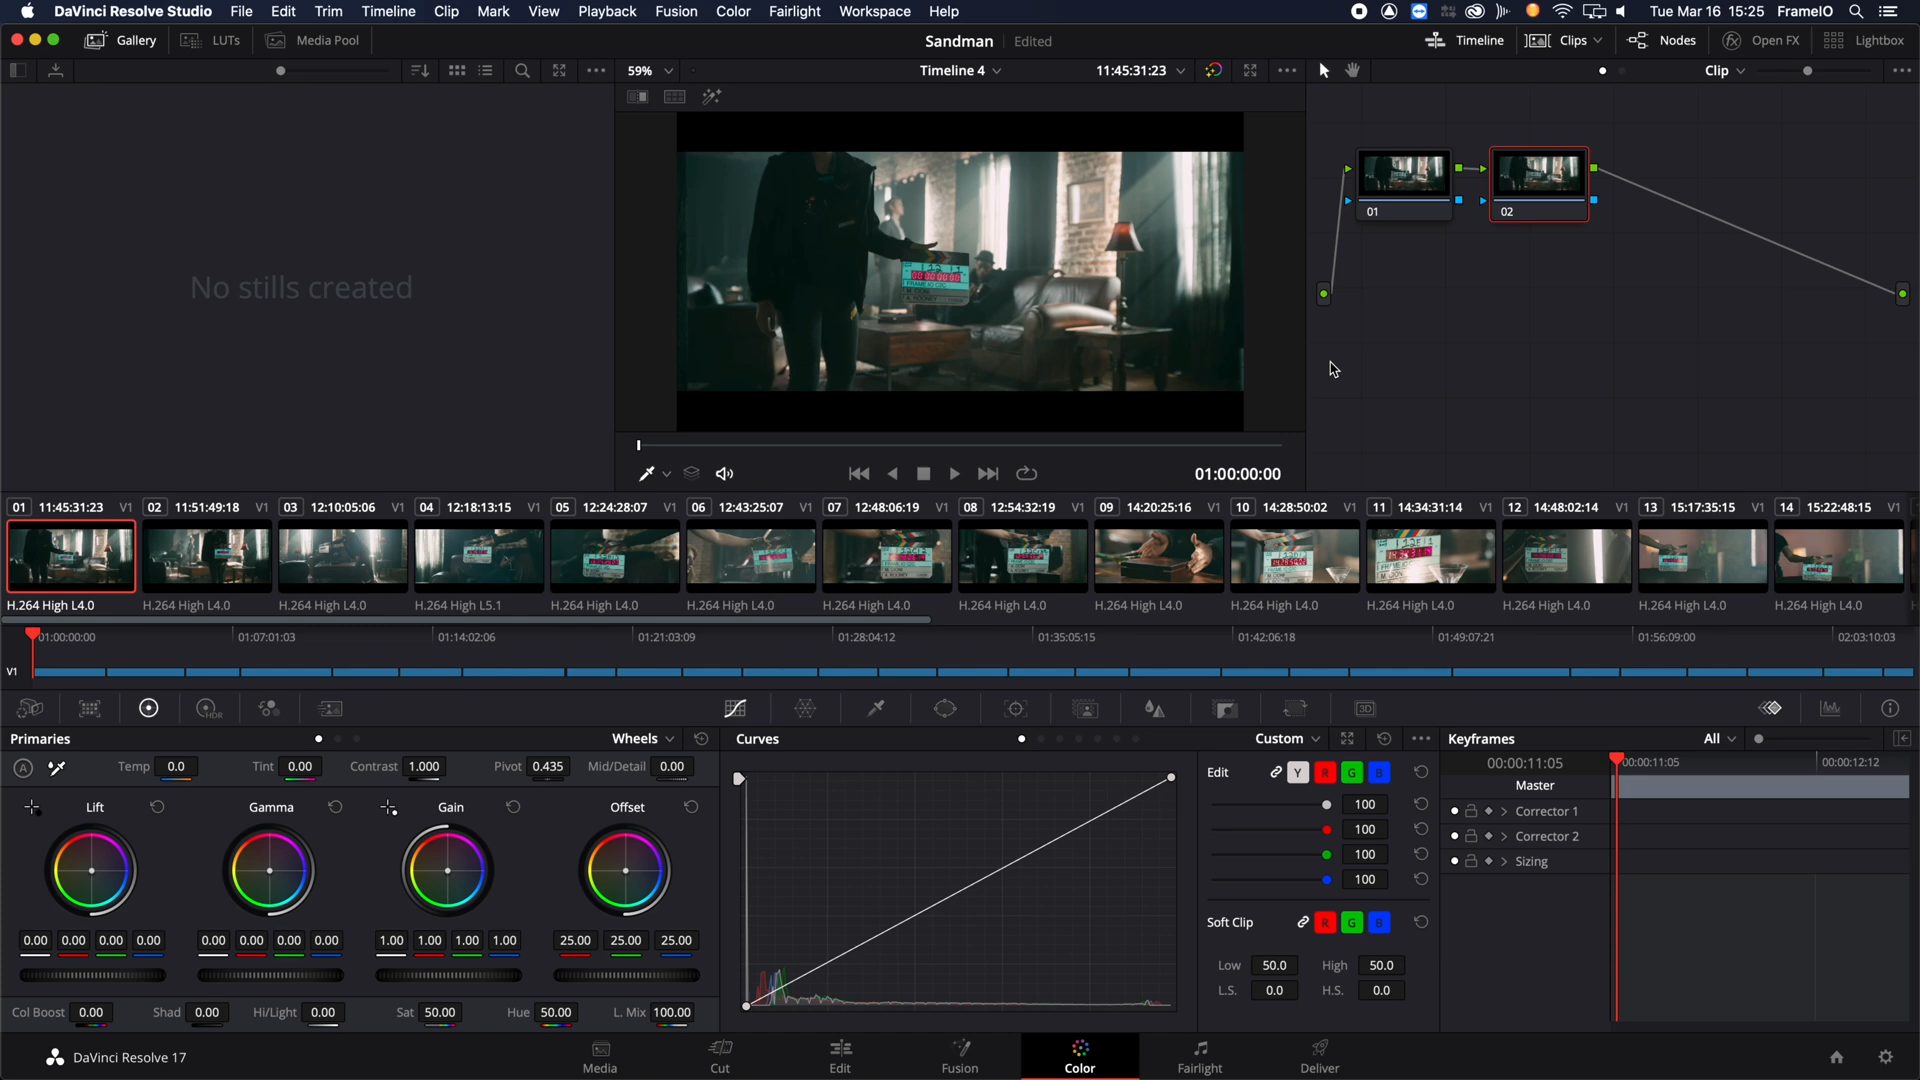 DaVinci Resolve Studio File Edit Trim Timeline Clip Mark View Playback Fusion Color Fairlight Workspace Help Tue Mar 16 15:25 FrameIO
Gallery LUTs Media Pool Sandman Edited Timeline Clips Nodes Open FX Lightbox
59% Timeline 4 11:45:31:23 Clip
01 02
No stills created
01:00:00:00
01 11:45:31:23 V1 02 11:51:49:18 V1 03 12:10:05:06 V1 04 12:18:13:15 V1 05 12:24:28:07 V1 06 12:43:25:07 V1 07 12:48:06:19 V1 08 12:54:32:19 V1 09 14:20:25:16 V1 10 14:28:50:02 V1 11 14:34:31:14 V1 12 14:48:02:14 V1 13 15:17:35:15 V1 14 15:22:48:15 V1
H.264 High L4.0 H.264 High L4.0 H.264 High L4.0 H.264 High L5.1 H.264 High L4.0 H.264 High L4.0 H.264 High L4.0 H.264 High L4.0 H.264 High L4.0 H.264 High L4.0 H.264 High L4.0 H.264 High L4.0 H.264 High L4.0 H.264 High L4.0
01:00:00:00 01:07:01:03 01:14:02:06 01:21:03:09 01:28:04:12 01:35:05:15 01:42:06:18 01:49:07:21 01:56:09:00 02:03:10:03
V1
HDR 3D
Primaries Wheels Curves Custom Keyframes All
A Temp 0.0 Tint 0.00 Contrast 1.000 Pivot 0.435 Mid/Detail 0.00
Lift Gamma Gain Offset
0.00 0.00 0.00 0.00 0.00 0.00 0.00 0.00 1.00 1.00 1.00 1.00 25.00 25.00 25.00
Col Boost 0.00 Shad 0.00 Hi/Light 0.00 Sat 50.00 Hue 50.00 L. Mix 100.00
Edit Y R G B
100
100
100
100
Soft Clip R G B
Low 50.0 High 50.0
L.S. 0.0 H.S. 0.0
00:00:11:05 00:00:11:05 00:00:12:12
Master
Corrector 1
Corrector 2
Sizing
DaVinci Resolve 17 Media Cut Edit Fusion Color Fairlight Deliver